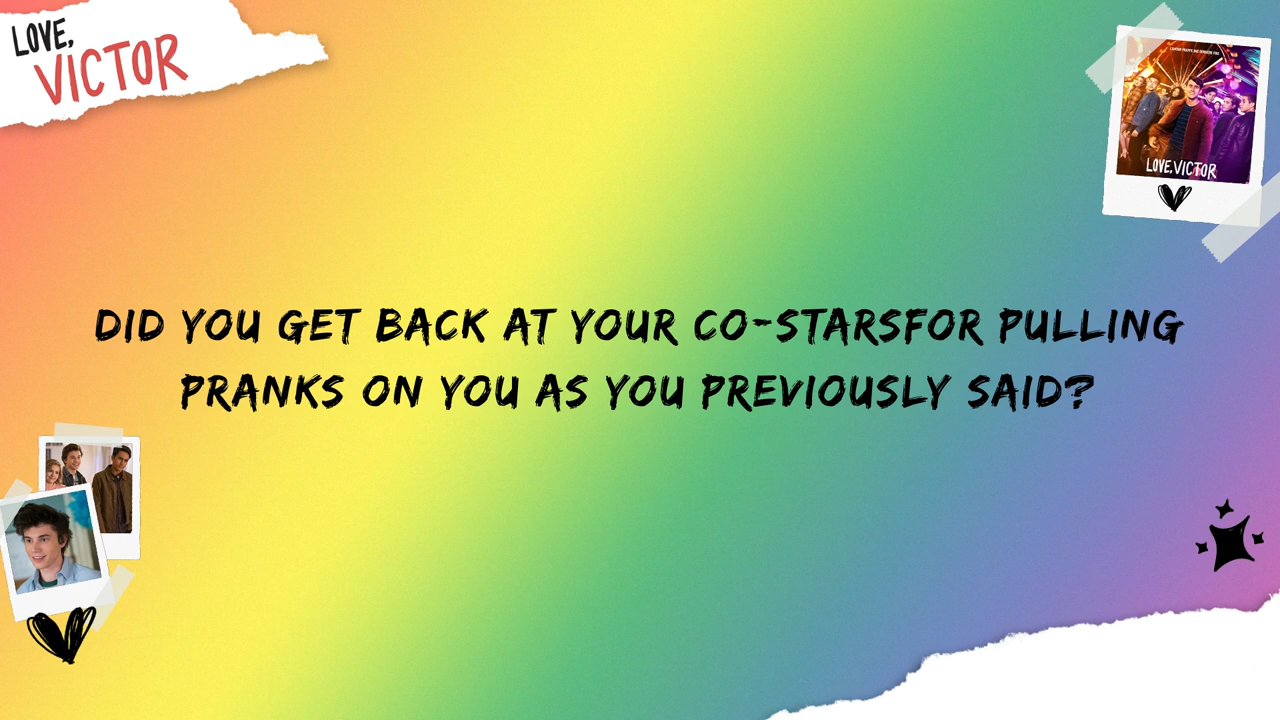 LOVE,
VICTOR
LOVE, VICTOR
DID YOU GET BACK AT YOUR CO-STARSFOR PULLING
PRANKS ON YOU AS YOU PREVIOUSLY SAID?